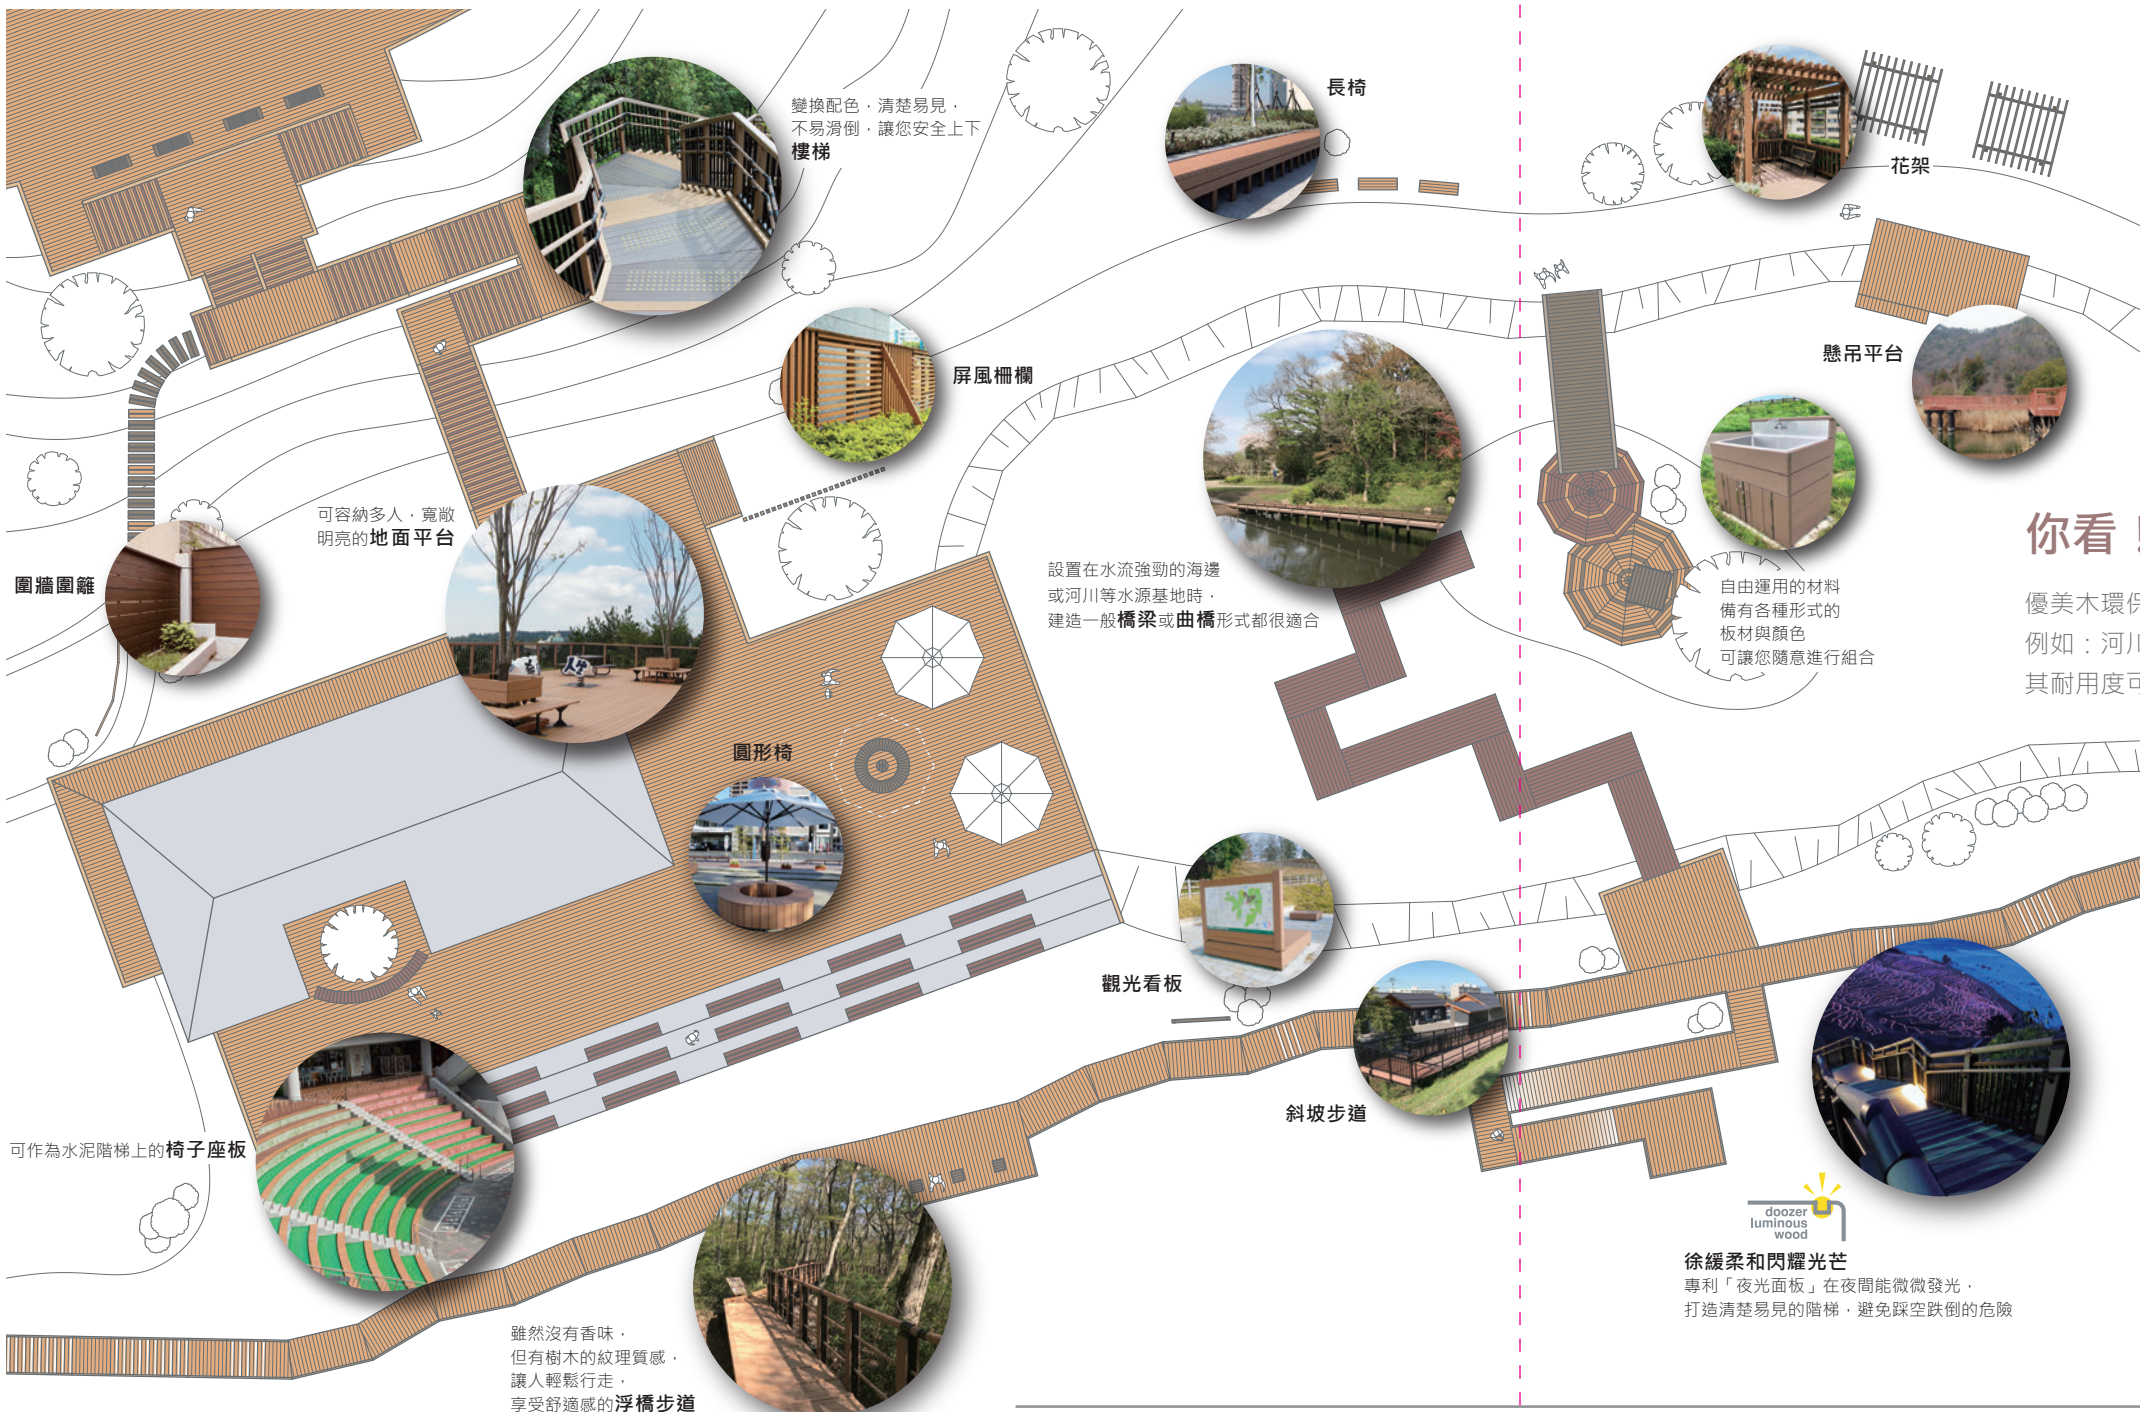 變換配色，清楚易見，
不易滑倒，讓您安全上下
樓梯
長椅
花架
屏風柵欄
懸吊平台
可容納多人，寬敞
明亮的地面平台
圍牆圍籬
設置在水流強勁的海邊
或河川等水源基地時，
建造一般橋梁或曲橋形式都很適合
自由運用的材料
備有各種形式的
板材與顏色
可讓您隨意進行組合
你看！
優美木環保
例如：河川
其耐用度可
圓形椅
觀光看板
斜坡步道
可作為水泥階梯上的椅子座板
雖然沒有香味，
但有樹木的紋理質感，
讓人輕鬆行走，
享受舒適感的浮橋步道
doozer
luminous
wood
徐緩柔和閃耀光芒
專利「夜光面板」在夜間能微微發光，
打造清楚易見的階梯，避免踩空跌倒的危險